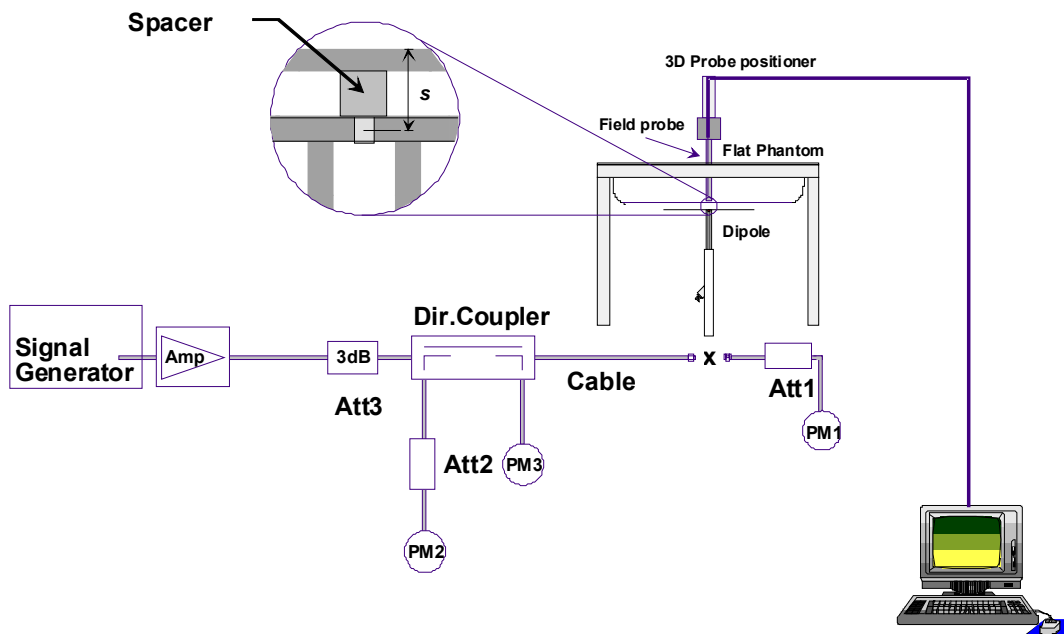 Spacer
s
3D Probe positioner
Field probe
Flat Phantom
Dipole
Dir.Coupler
Signal
Generator
Amp
3dB
Att3
Cable
x
Att1
PM1
Att2
PM3
PM2